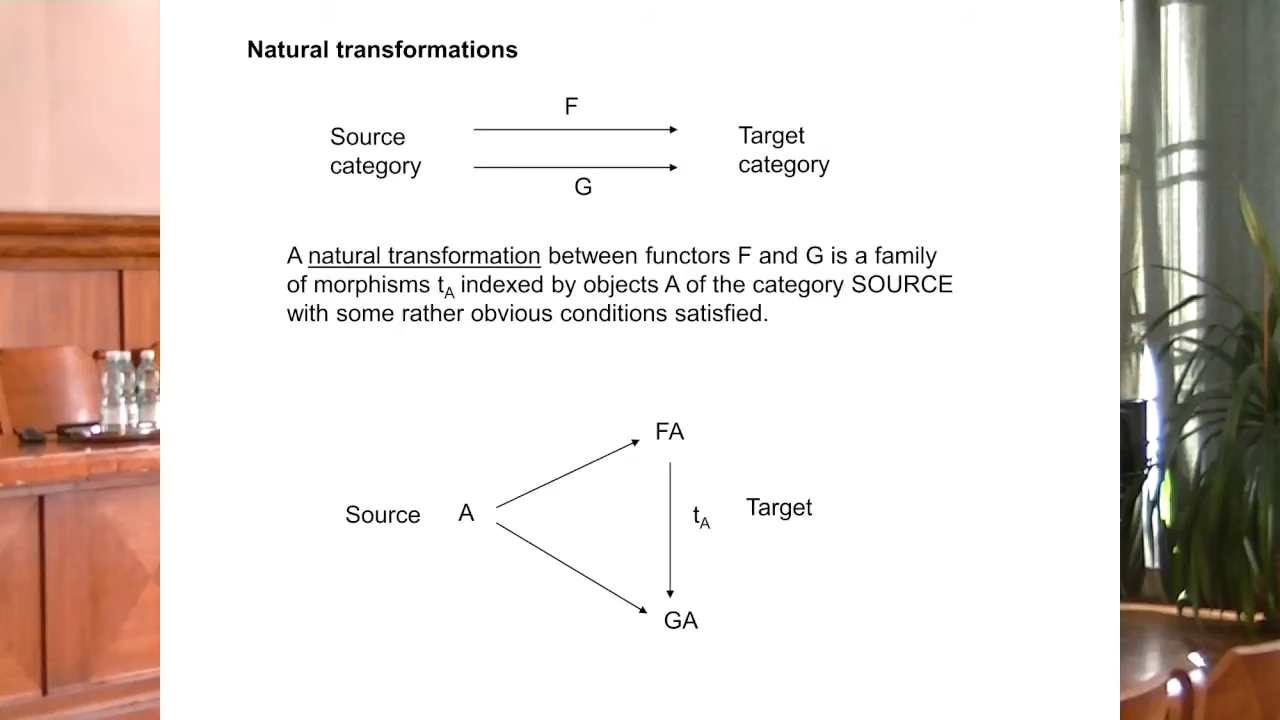 Natural transformations
F
Source
category
Target
category
G
A natural transformation between functors F and G is a family
of morphisms tA indexed by objects A of the category SOURCE
with some rather obvious conditions satisfied.
FA
Source A tA Target
GA